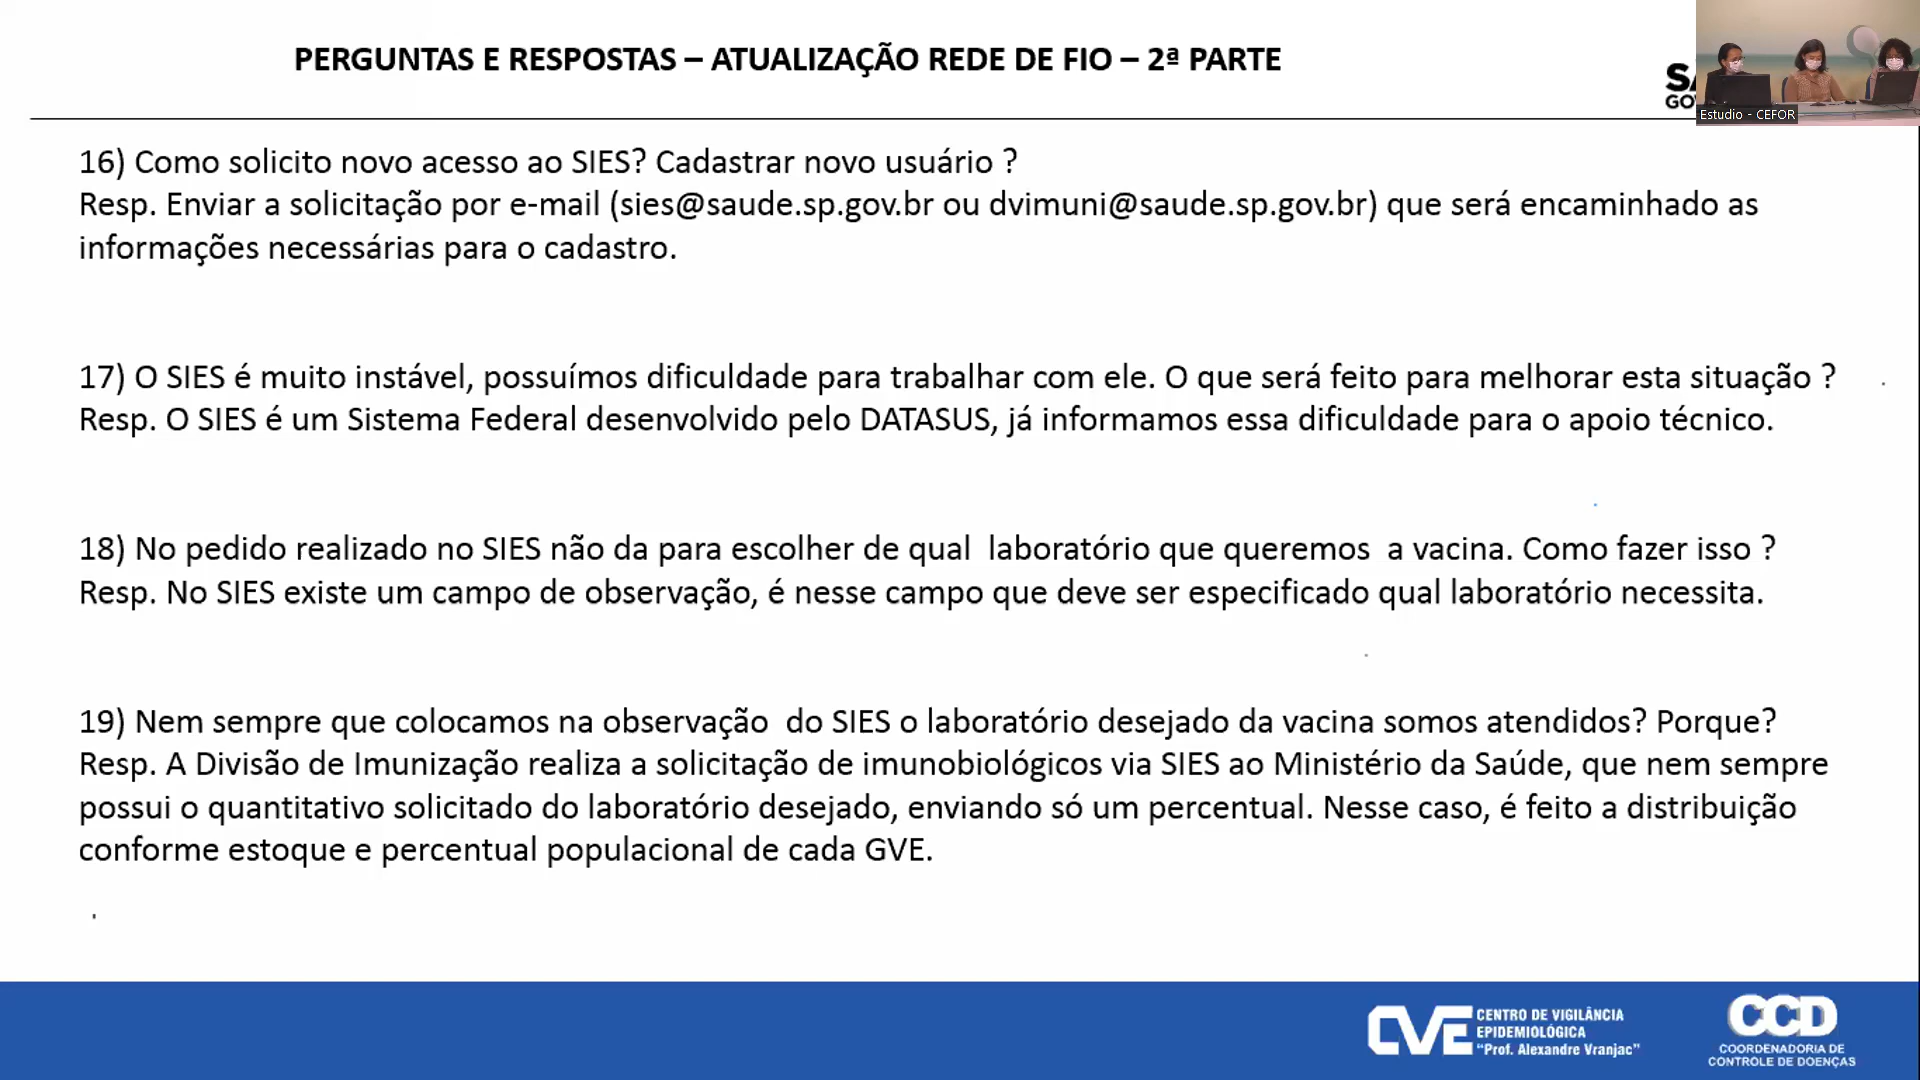 PERGUNTAS E RESPOSTAS – ATUALIZAÇÃO REDE DE FIO – 2ª PARTE
Estudio - CEFOR
16) Como solicito novo acesso ao SIES? Cadastrar novo usuário ?
Resp. Enviar a solicitação por e-mail (sies@saude.sp.gov.br ou dvimuni@saude.sp.gov.br) que será encaminhado as
informações necessárias para o cadastro.
17) O SIES é muito instável, possuímos dificuldade para trabalhar com ele. O que será feito para melhorar esta situação ?
Resp. O SIES é um Sistema Federal desenvolvido pelo DATASUS, já informamos essa dificuldade para o apoio técnico.
18) No pedido realizado no SIES não da para escolher de qual  laboratório que queremos  a vacina. Como fazer isso ?
Resp. No SIES existe um campo de observação, é nesse campo que deve ser especificado qual laboratório necessita.
19) Nem sempre que colocamos na observação  do SIES o laboratório desejado da vacina somos atendidos? Porque?
Resp. A Divisão de Imunização realiza a solicitação de imunobiológicos via SIES ao Ministério da Saúde, que nem sempre
possui o quantitativo solicitado do laboratório desejado, enviando só um percentual. Nesse caso, é feito a distribuição
conforme estoque e percentual populacional de cada GVE.
CVE CENTRO DE VIGILÂNCIA
EPIDEMIOLÓGICA
"Prof. Alexandre Vranjac"
CCD
COORDENADORIA DE
CONTROLE DE DOENÇAS